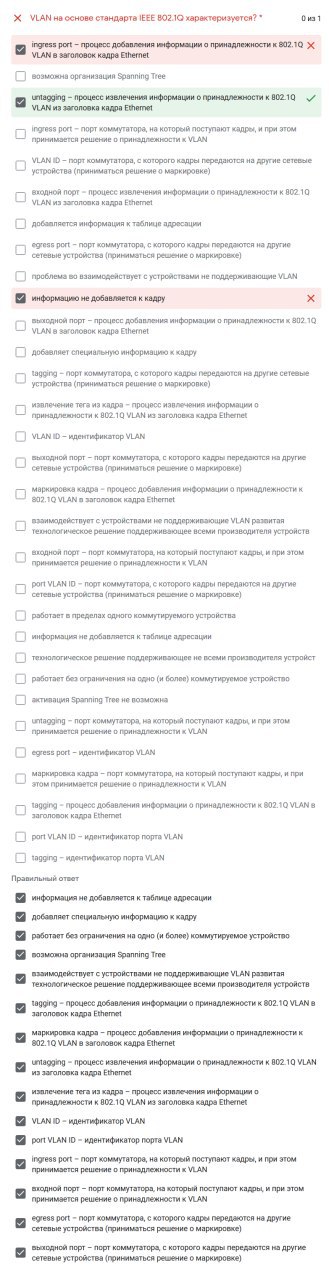 VLAN на основе стандарта IEEE 802.1Q характеризуется? *
0 из 1
ingress port – процесс добавления информации о принадлежности к 802.1Q
VLAN в заголовок кадра Ethernet
возможна организация Spanning Tree
untagging – процесс извлечения информации о принадлежности к 802.1Q
VLAN из заголовка кадра Ethernet
ingress port – порт коммутатора, на который поступают кадры, и при этом
принимается решение о принадлежности к VLAN
VLAN ID – порт коммутатора, с которого кадры передаются на другие сетевые
устройства (приниматься решение о маркировке)
входной порт – процесс извлечения информации о принадлежности к 802.1Q
VLAN из заголовка кадра Ethernet
добавляется информация к таблице адресации
egress port – порт коммутатора, с которого кадры передаются на другие
сетевые устройства (приниматься решение о маркировке)
проблема во взаимодействует с устройствами не поддерживающие VLAN
информацию не добавляется к кадру
выходной порт – процесс добавления информации о принадлежности к 802.1Q
VLAN в заголовок кадра Ethernet
добавляет специальную информацию к кадру
tagging – порт коммутатора, с которого кадры передаются на другие сетевые
устройства (приниматься решение о маркировке)
извлечение тега из кадра – процесс извлечения информации о
принадлежности к 802.1Q VLAN из заголовка кадра Ethernet
VLAN ID – идентификатор VLAN
выходной порт – порт коммутатора, с которого кадры передаются на другие
сетевые устройства (приниматься решение о маркировке)
маркировка кадра – процесс добавления информации о принадлежности к
802.1Q VLAN в заголовок кадра Ethernet
взаимодействует с устройствами не поддерживающие VLAN развитая
технологическое решение поддерживающее всеми производителя устройств
входной порт – порт коммутатора, на который поступают кадры, и при этом
принимается решение о принадлежности к VLAN
port VLAN ID – порт коммутатора, с которого кадры передаются на другие
сетевые устройства (приниматься решение о маркировке)
работает в пределах одного коммутируемого устройства
информация не добавляется к таблице адресации
технологическое решение поддерживающее не всеми производителя устройст
работает без ограничения на одно (и более) коммутируемое устройство
активация Spanning Tree не возможна
untagging – порт коммутатора, на который поступают кадры, и при этом
принимается решение о принадлежности к VLAN
egress port – идентификатор VLAN
маркировка кадра – порт коммутатора, на который поступают кадры, и при
этом принимается решение о принадлежности к VLAN
tagging – процесс добавления информации о принадлежности к 802.1Q VLAN в
заголовок кадра Ethernet
port VLAN ID – идентификатор порта VLAN
tagging – идентификатор порта VLAN
Правильный ответ
информация не добавляется к таблице адресации
добавляет специальную информацию к кадру
работает без ограничения на одно (и более) коммутируемое устройство
возможна организация Spanning Tree
взаимодействует с устройствами не поддерживающие VLAN развитая
технологическое решение поддерживающее всеми производителя устройств
tagging – процесс добавления информации о принадлежности к 802.1Q VLAN в
заголовок кадра Ethernet
маркировка кадра – процесс добавления информации о принадлежности к
802.1Q VLAN в заголовок кадра Ethernet
untagging – процесс извлечения информации о принадлежности к 802.1Q VLAN
из заголовка кадра Ethernet
извлечение тега из кадра – процесс извлечения информации о
принадлежности к 802.1Q VLAN из заголовка кадра Ethernet
VLAN ID – идентификатор VLAN
port VLAN ID – идентификатор порта VLAN
ingress port – порт коммутатора, на который поступают кадры, и при этом
принимается решение о принадлежности к VLAN
входной порт – порт коммутатора, на который поступают кадры, и при этом
принимается решение о принадлежности к VLAN
egress port – порт коммутатора, с которого кадры передаются на другие
сетевые устройства (приниматься решение о маркировке)
выходной порт – порт коммутатора, с которого кадры передаются на другие
сетевые устройства (приниматься решение о маркировке)